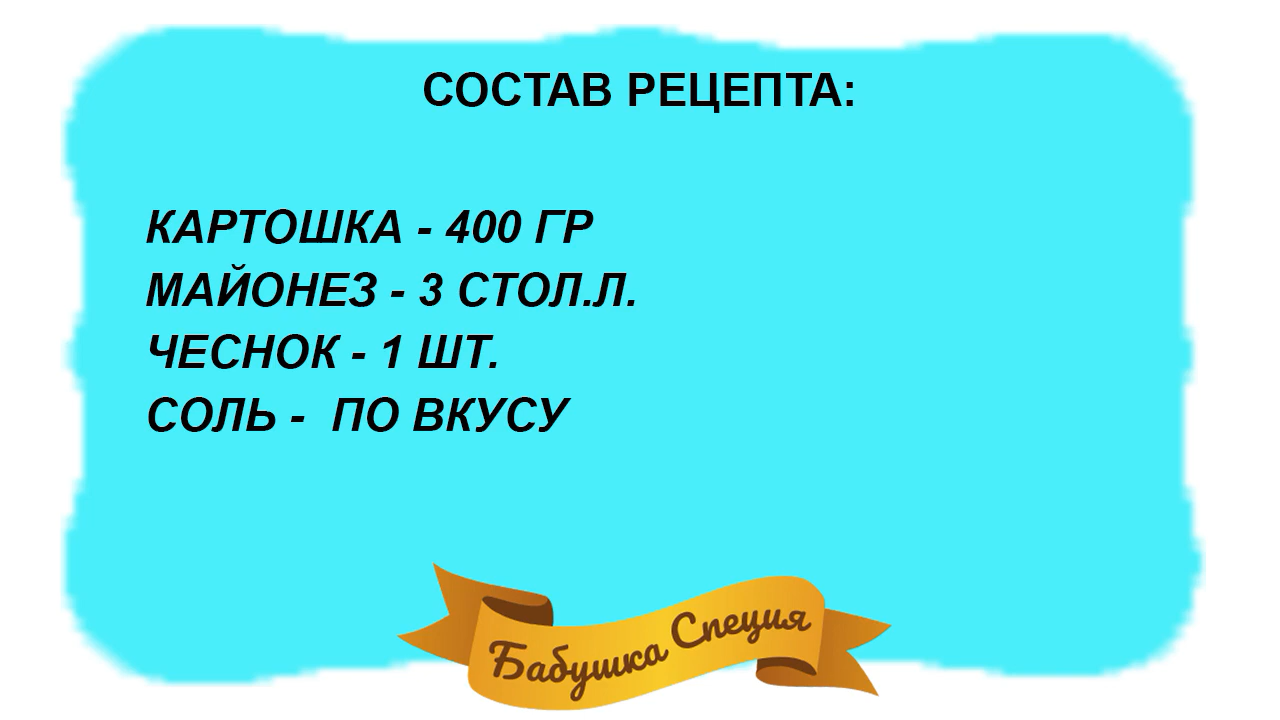 СОСТАВ РЕЦЕПТА:
КАРТОШКА - 400 ГР
МАЙОНЕЗ - 3 СТОЛ.Л.
ЧЕСНОК - 1 ШТ.
СОЛЬ - ПО ВКУСУ
Бабушка Специя